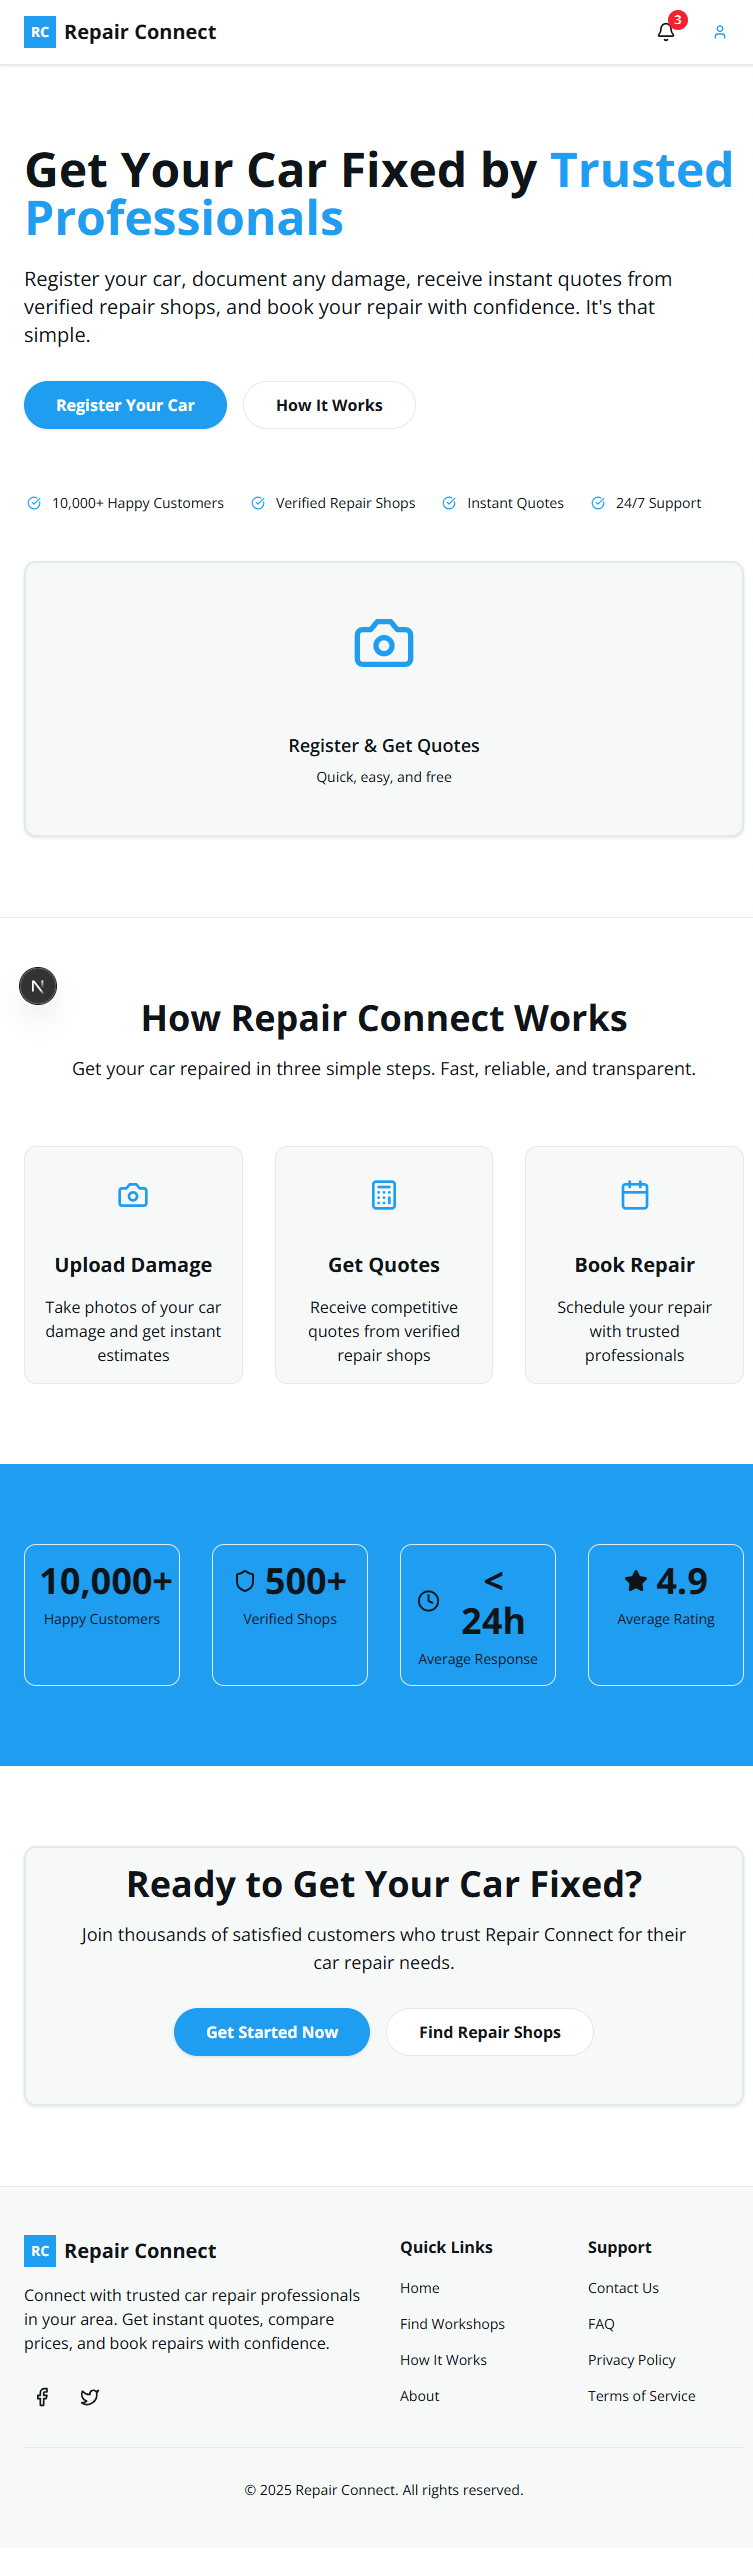 RC Repair Connect
3
Get Your Car Fixed by Trusted
Professionals
Register your car, document any damage, receive instant quotes from
verified repair shops, and book your repair with confidence. It's that
simple.
Register Your Car
How It Works
10,000+ Happy Customers
Verified Repair Shops
Instant Quotes
24/7 Support
Register & Get Quotes
Quick, easy, and free
N
How Repair Connect Works
Get your car repaired in three simple steps. Fast, reliable, and transparent.
Upload Damage
Take photos of your car
damage and get instant
estimates
Get Quotes
Receive competitive
quotes from verified
repair shops
Book Repair
Schedule your repair
with trusted
professionals
10,000+
Happy Customers
500+
Verified Shops
<
24h
Average Response
4.9
Average Rating
Ready to Get Your Car Fixed?
Join thousands of satisfied customers who trust Repair Connect for their
car repair needs.
Get Started Now
Find Repair Shops
RC Repair Connect
Connect with trusted car repair professionals
in your area. Get instant quotes, compare
prices, and book repairs with confidence.
Quick Links
Home
Find Workshops
How It Works
About
Support
Contact Us
FAQ
Privacy Policy
Terms of Service
© 2025 Repair Connect. All rights reserved.